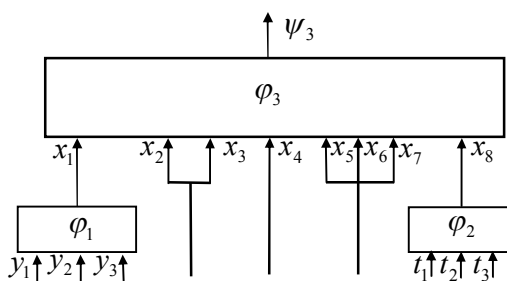 ψ₃
φ₃
x₁ x₂ x₃ x₄ x₅ x₆ x₇ x₈
φ₁ φ₂
y₁ y₂ y₃ t₁ t₂ t₃